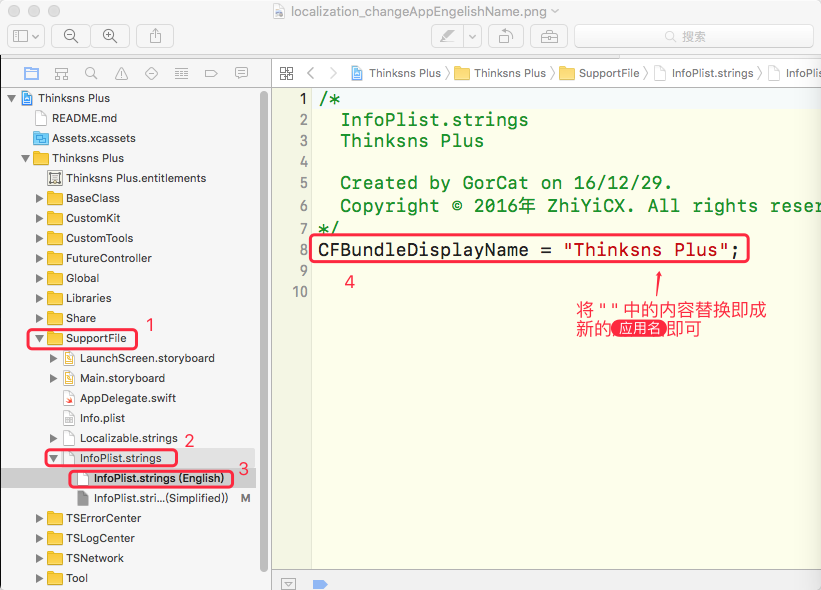 localization_changeAppEngelishName.png
搜索
Thinksns Plus
Thinksns Plus
SupportFile
InfoPlist.strings
InfoPli
Thinksns Plus
README.md
Assets.xcassets
Thinksns Plus
Thinksns Plus.entitlements
BaseClass
CustomKit
CustomTools
FutureController
Global
Libraries
Share
1
SupportFile
LaunchScreen.storyboard
Main.storyboard
AppDelegate.swift
Info.plist
Localizable.strings
2
InfoPlist.strings
3
InfoPlist.strings (English)
InfoPlist.stri...(Simplified)) M
TSErrorCenter
TSLogCenter
TSNetwork
Tool
1 /*
2 InfoPlist.strings
3 Thinksns Plus
4
5 Created by GorCat on 16/12/29.
6 Copyright © 2016年 ZhiYiCX. All rights reser
7 */
8 CFBundleDisplayName = "Thinksns Plus";
9
10
4
将 " " 中的内容替换即成
新的 应用名 即可